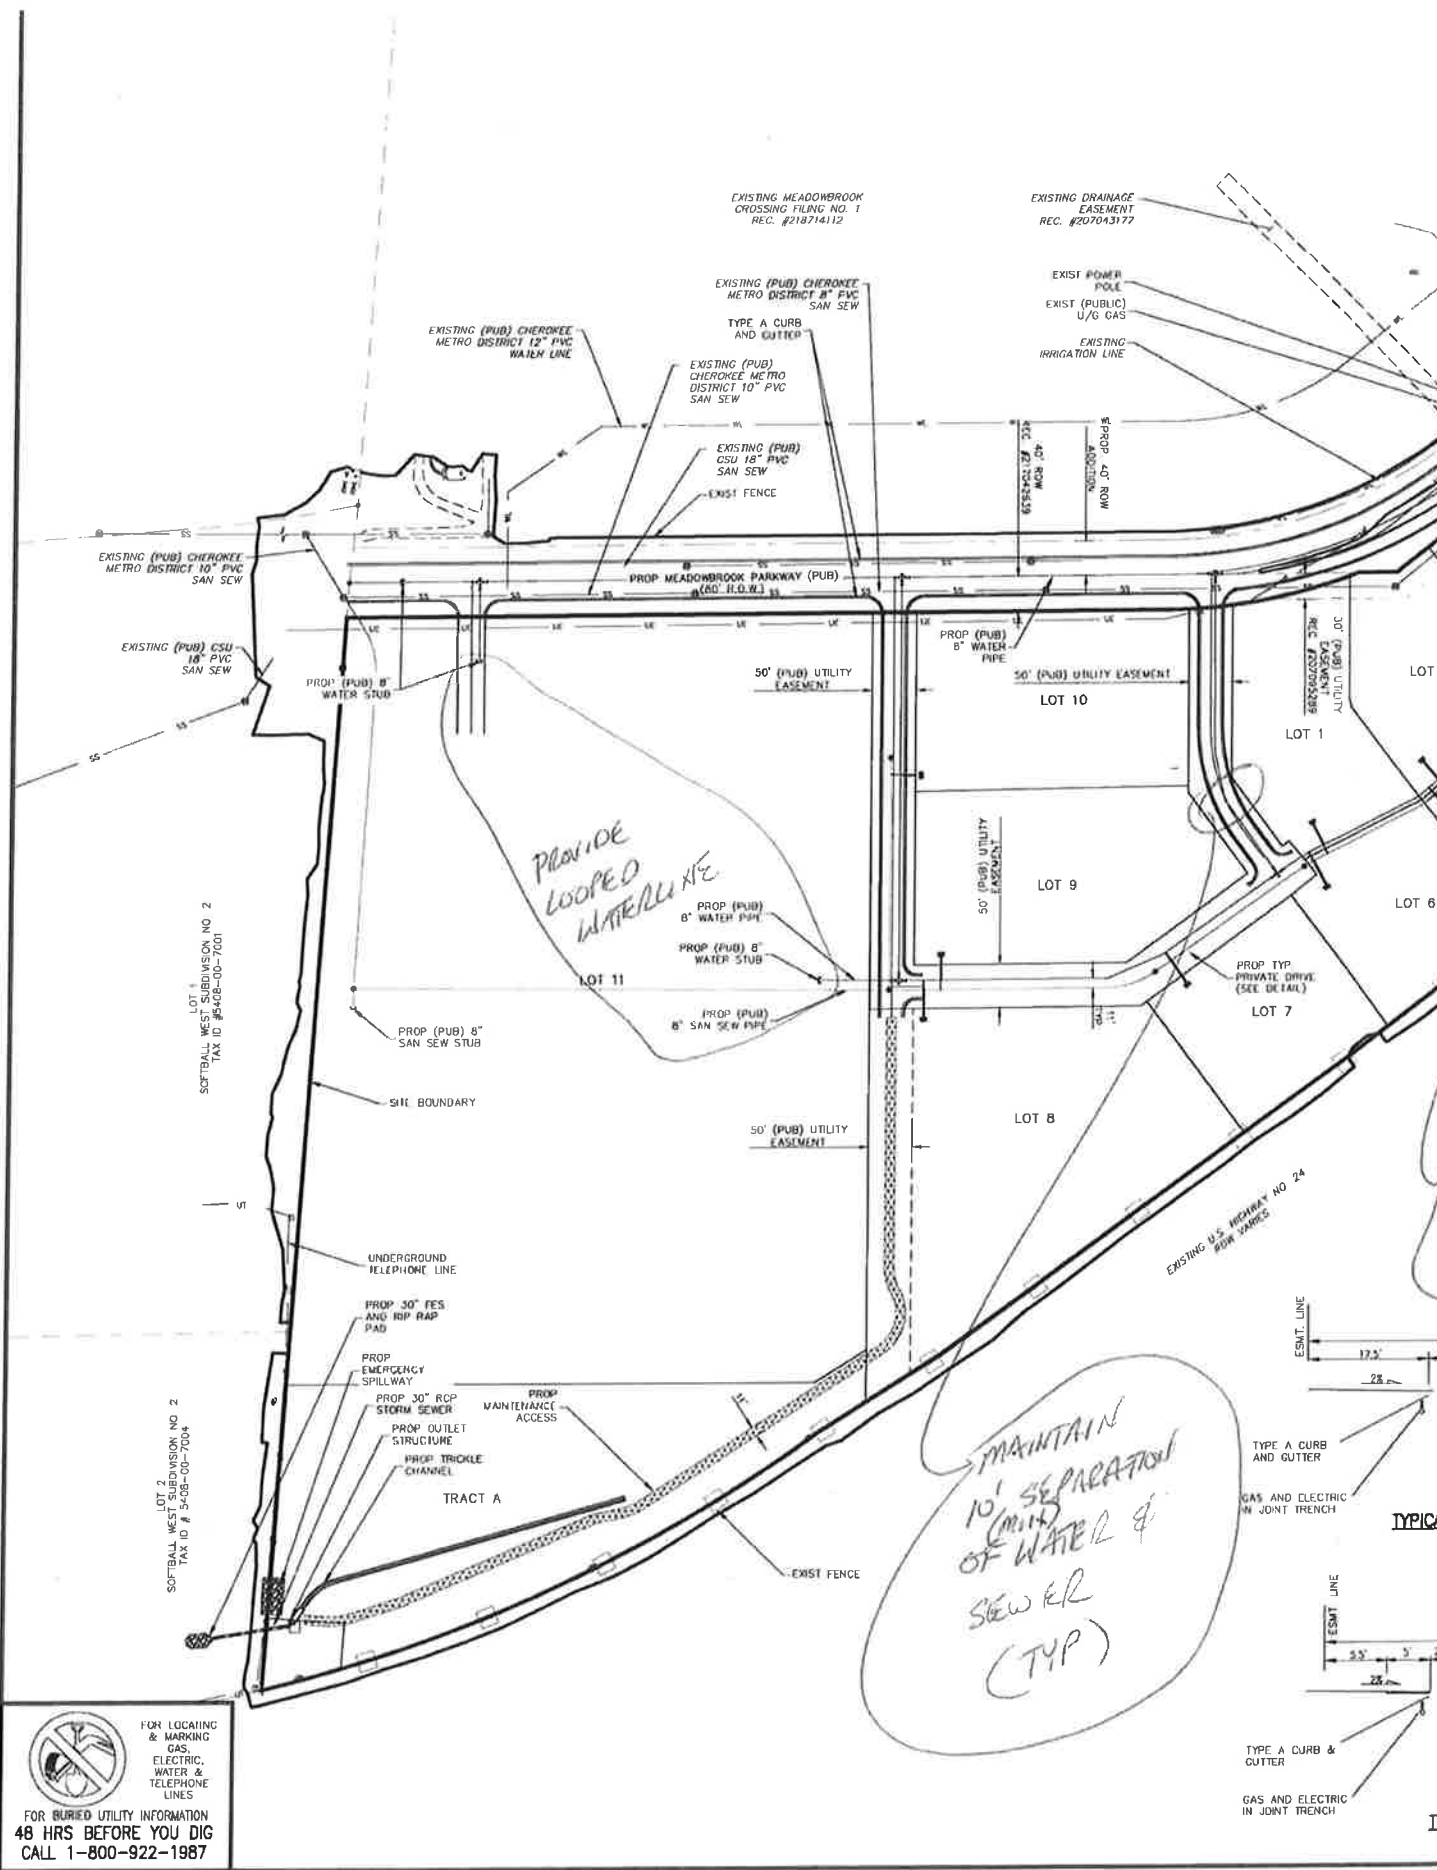 EXISTING MEADOWBROOK
CROSSING FILING NO. 1
REC. #218714112
EXISTING DRAINAGE
EASEMENT
REC. #207043177
EXISTING (PUB) CHEROKEE
METRO DISTRICT 8" PVC
SAN SEW
TYPE A CURB
AND GUTTER
EXIST POWER
POLE
EXIST (PUBLIC)
U/G GAS
EXISTING
IRRIGATION LINE
EXISTING (PUB) CHEROKEE
METRO DISTRICT 12" PVC
WATER LINE
EXISTING (PUB)
CHEROKEE METRO
DISTRICT 10" PVC
SAN SEW
EXISTING (PUB)
CSU 18" PVC
SAN SEW
EXIST FENCE
40' ROW
REC.
PROP 40' ROW
ADDITION
EXISTING (PUB) CHEROKEE
METRO DISTRICT 10" PVC
SAN SEW
PROP MEADOWBROOK PARKWAY (PUB)
(80' R.O.W.)
EXISTING (PUB) CSU
18" PVC
SAN SEW
PROP (PUB) 8"
WATER STUB
50' (PUB) UTILITY
EASEMENT
PROP (PUB)
8" WATER
PIPE
50' (PUB) UTILITY EASEMENT
LOT 10
30' (PUB) UTILITY
EASEMENT
REC. #207095289
LOT
LOT 1
PROVIDE
LOOPED
WATERLINE
50' (PUB) UTILITY
EASEMENT
LOT 9
LOT 6
PROP (PUB)
8" WATER PIPE
PROP (PUB) 8"
WATER STUB
LOT 11
PROP (PUB)
8" SAN SEW PIPE
PROP TYP
PRIVATE DRIVE
(SEE DETAIL)
LOT 7
PROP (PUB) 8"
SAN SEW STUB
LOT 1
SOFTBALL WEST SUBDIVISION NO 2
TAX ID #5408-00-7001
SITE BOUNDARY
50' (PUB) UTILITY
EASEMENT
LOT 8
EXISTING U.S. HIGHWAY NO 24
ROW VARIES
UT
UNDERGROUND
TELEPHONE LINE
PROP 30" FES
AND RIP RAP
PAD
PROP
EMERGENCY
SPILLWAY
PROP 30" RCP
STORM SEWER
PROP OUTLET
STRUCTURE
PROP TRICKLE
CHANNEL
PROP
MAINTENANCE
ACCESS
TRACT A
LOT 2
SOFTBALL WEST SUBDIVISION NO 2
TAX ID # 5408-00-7004
EXIST FENCE
MAINTAIN
10' SEPARATION
(MIN)
OF WATER &
SEWER
(TYP)
ESMT. LINE
17.5'
2%
TYPE A CURB
AND GUTTER
GAS AND ELECTRIC
IN JOINT TRENCH
TYPICA
ESMT LINE
5.5'
5'
2%
TYPE A CURB &
GUTTER
GAS AND ELECTRIC
IN JOINT TRENCH
FOR LOCATING
& MARKING
GAS,
ELECTRIC,
WATER &
TELEPHONE
LINES
FOR BURIED UTILITY INFORMATION
48 HRS BEFORE YOU DIG
CALL 1-800-922-1987